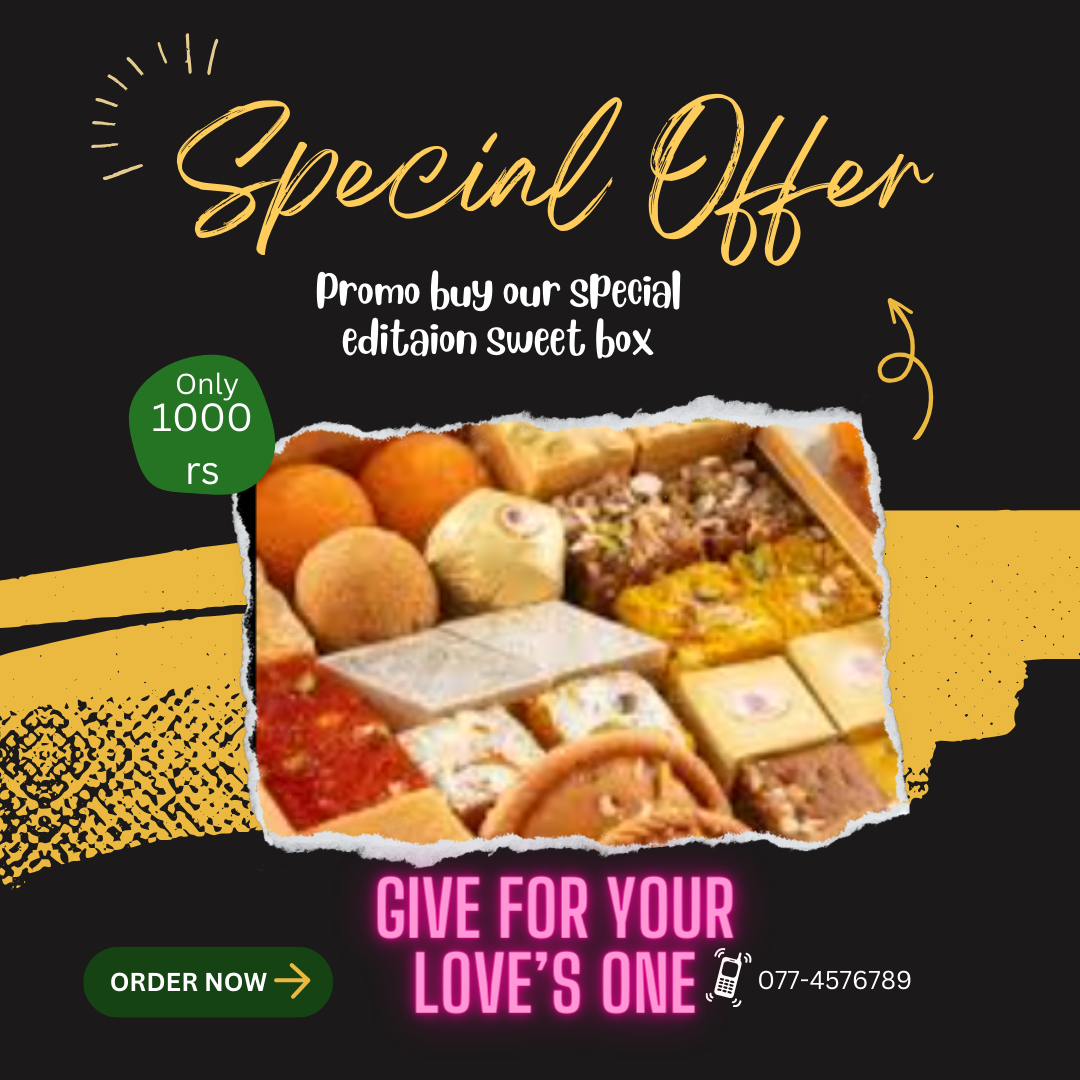 Special Offer
Promo buy our special
editaion sweet box
Only
1000
rs
GIVE FOR YOUR
LOVE'S ONE
ORDER NOW
077-4576789